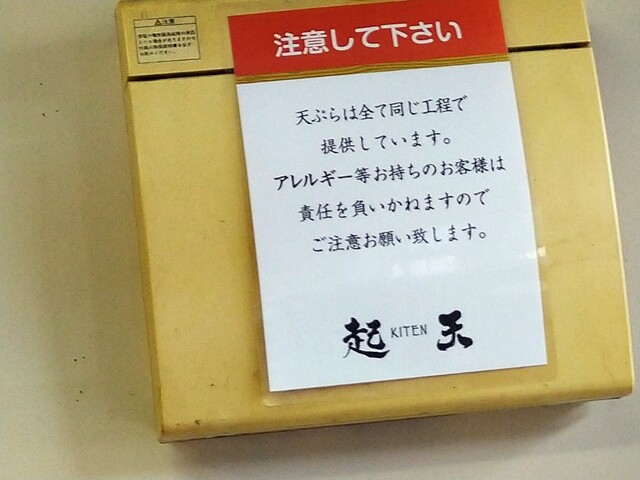 注意
注意して下さい
天ぷらは全て同じ工程で
提供しています。
アレルギー等お持ちのお客様は
責任を負いかねますので
ご注意お願い致します。
起 KITEN 天